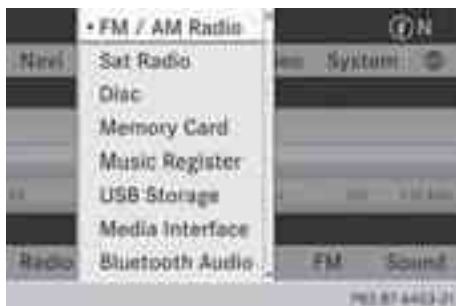 • FM / AM Radio
N
Navi Sat Radio System
Disc
Memory Card
Music Register
USB Storage
Media Interface
Radio Bluetooth Audio FM Sound